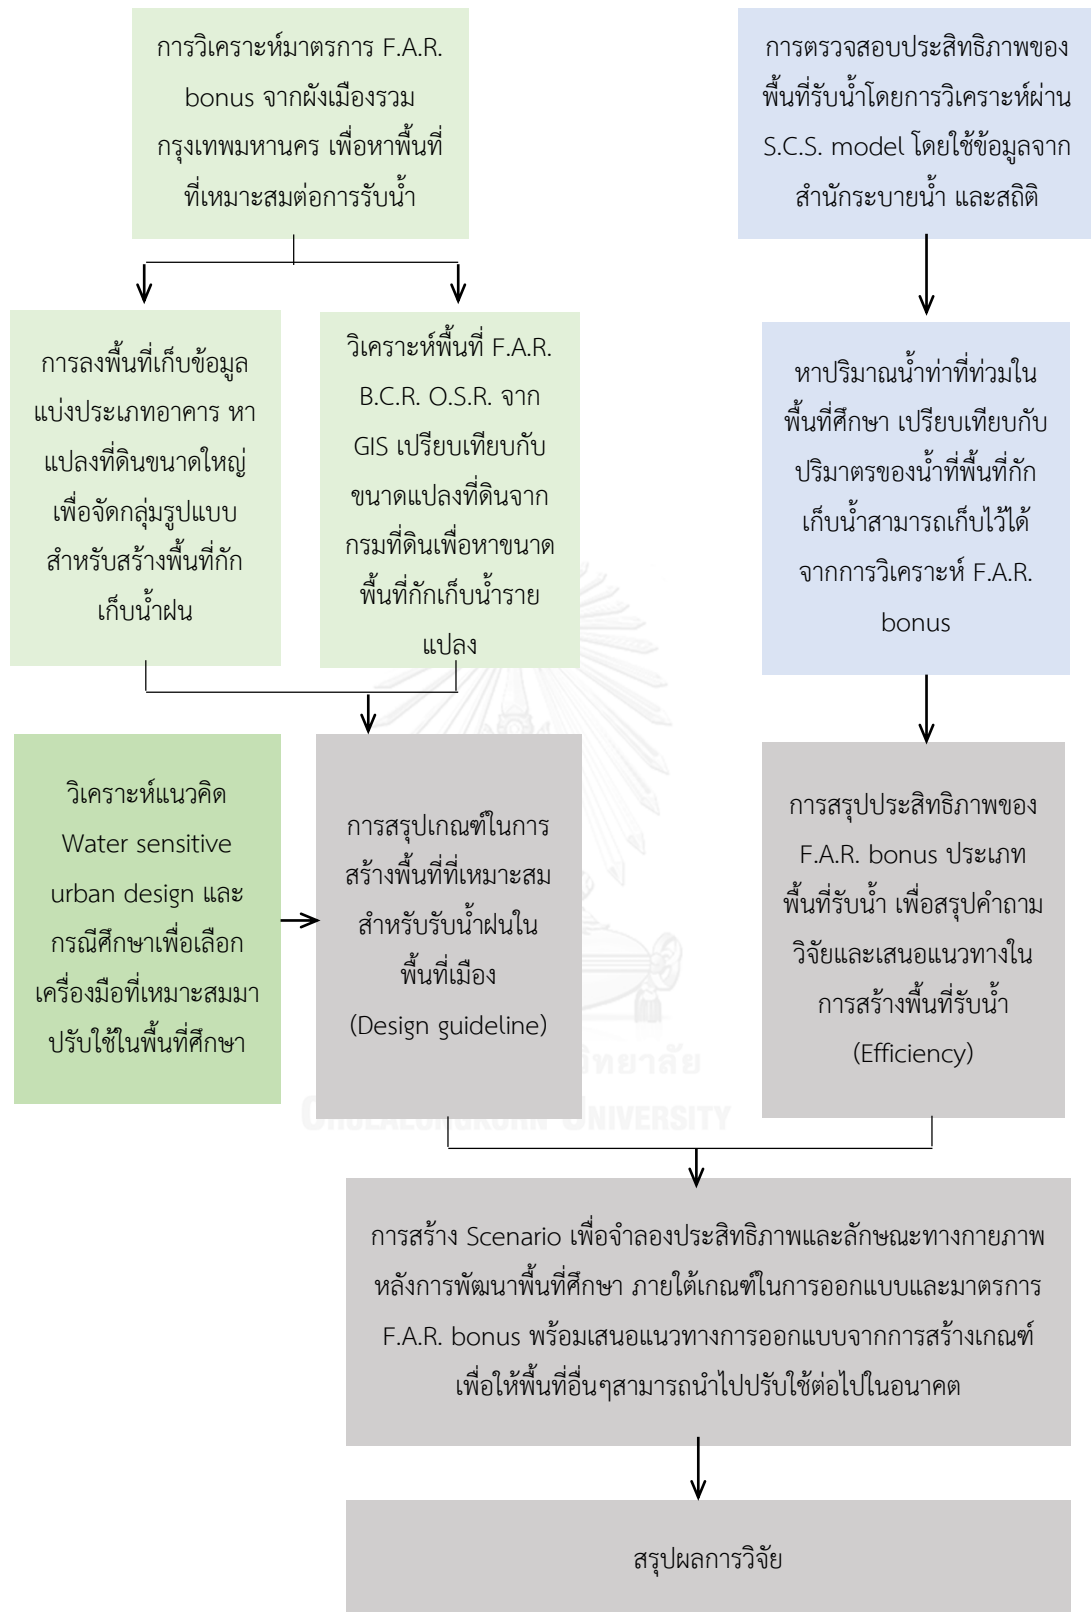 การวิเคราะห์มาตรการ F.A.R.
bonus จากผังเมืองรวม
กรุงเทพมหานคร เพื่อหาพื้นที่
ที่เหมาะสมต่อการรับน้ำ
การตรวจสอบประสิทธิภาพของ
พื้นที่รับน้ำโดยการวิเคราะห์ผ่าน
S.C.S. model โดยใช้ข้อมูลจาก
สำนักระบายน้ำ และสถิติ
การลงพื้นที่เก็บข้อมูล
แบ่งประเภทอาคาร หา
แปลงที่ดินขนาดใหญ่
เพื่อจัดกลุ่มรูปแบบ
สำหรับสร้างพื้นที่กัก
เก็บน้ำฝน
วิเคราะห์พื้นที่ F.A.R.
B.C.R. O.S.R. จาก
GIS เปรียบเทียบกับ
ขนาดแปลงที่ดินจาก
กรมที่ดินเพื่อหาขนาด
พื้นที่กักเก็บน้ำราย
แปลง
หาปริมาณน้ำท่าที่ท่วมใน
พื้นที่ศึกษา เปรียบเทียบกับ
ปริมาตรของน้ำที่พื้นที่กัก
เก็บน้ำสามารถเก็บไว้ได้
จากการวิเคราะห์ F.A.R.
bonus
วิเคราะห์แนวคิด
Water sensitive
urban design และ
กรณีศึกษาเพื่อเลือก
เครื่องมือที่เหมาะสมมา
ปรับใช้ในพื้นที่ศึกษา
การสรุปเกณฑ์ในการ
สร้างพื้นที่ที่เหมาะสม
สำหรับรับน้ำฝนใน
พื้นที่เมือง
(Design guideline)
การสรุปประสิทธิภาพของ
F.A.R. bonus ประเภท
พื้นที่รับน้ำ เพื่อสรุปคำถาม
วิจัยและเสนอแนวทางใน
การสร้างพื้นที่รับน้ำ
(Efficiency)
วิทยาลัย
CHULALONGKORN UNIVERSITY
การสร้าง Scenario เพื่อจำลองประสิทธิภาพและลักษณะทางกายภาพ
หลังการพัฒนาพื้นที่ศึกษา ภายใต้เกณฑ์ในการออกแบบและมาตรการ
F.A.R. bonus พร้อมเสนอแนวทางการออกแบบจากการสร้างเกณฑ์
เพื่อให้พื้นที่อื่นๆสามารถนำไปปรับใช้ต่อไปในอนาคต
สรุปผลการวิจัย